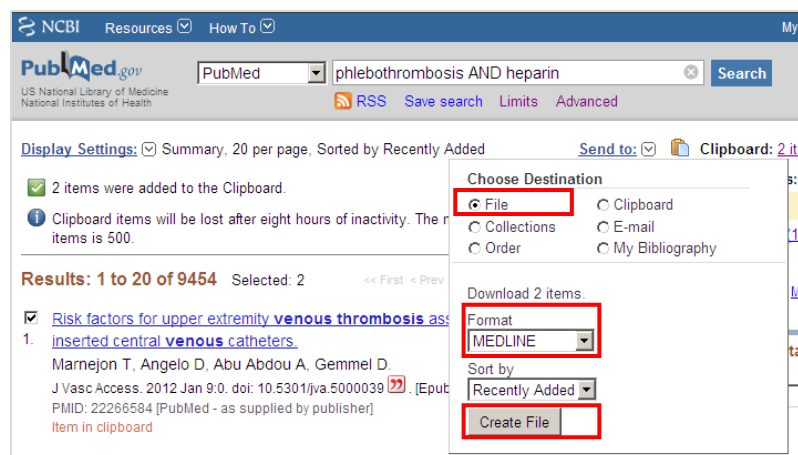 NCBI Resources How To My
PubMed.gov
US National Library of Medicine
National Institutes of Health
PubMed phlebothrombosis AND heparin Search
RSS Save search Limits Advanced
Display Settings: Summary, 20 per page, Sorted by Recently Added Send to: Clipboard: 2 it
2 items were added to the Clipboard.
Clipboard items will be lost after eight hours of inactivity. The
items is 500.
Results: 1 to 20 of 9454 Selected: 2 << First < Prev
1. Risk factors for upper extremity venous thrombosis ass
inserted central venous catheters.
Marnejon T, Angelo D, Abu Abdou A, Gemmel D.
J Vasc Access. 2012 Jan 9:0. doi: 10.5301/jva.5000039 . [Epub
PMID: 22266584 [PubMed - as supplied by publisher]
Item in clipboard
Choose Destination
File Clipboard
Collections E-mail
Order My Bibliography
Download 2 items.
Format
MEDLINE
Sort by
Recently Added
Create File